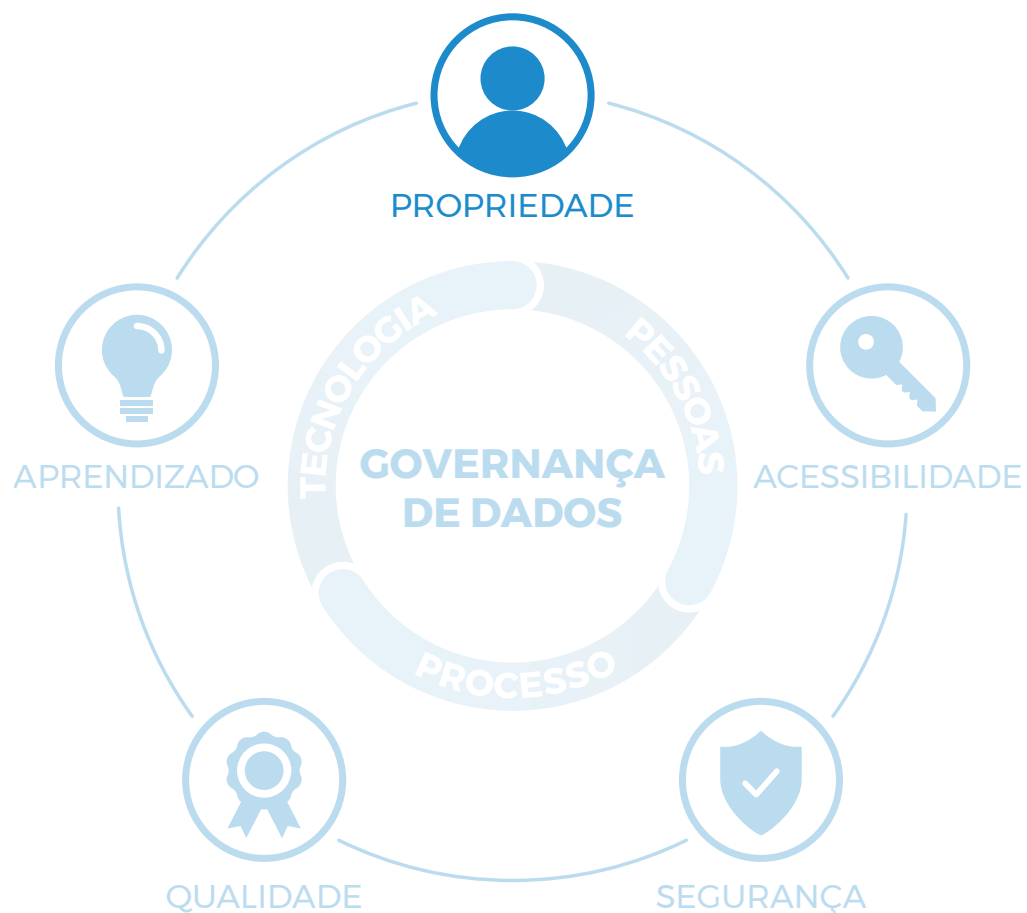 PROPRIEDADE
TECNOLOGIA
PESSOAS
GOVERNANÇA
DE DADOS
APRENDIZADO
ACESSIBILIDADE
PROCESSO
QUALIDADE
SEGURANÇA